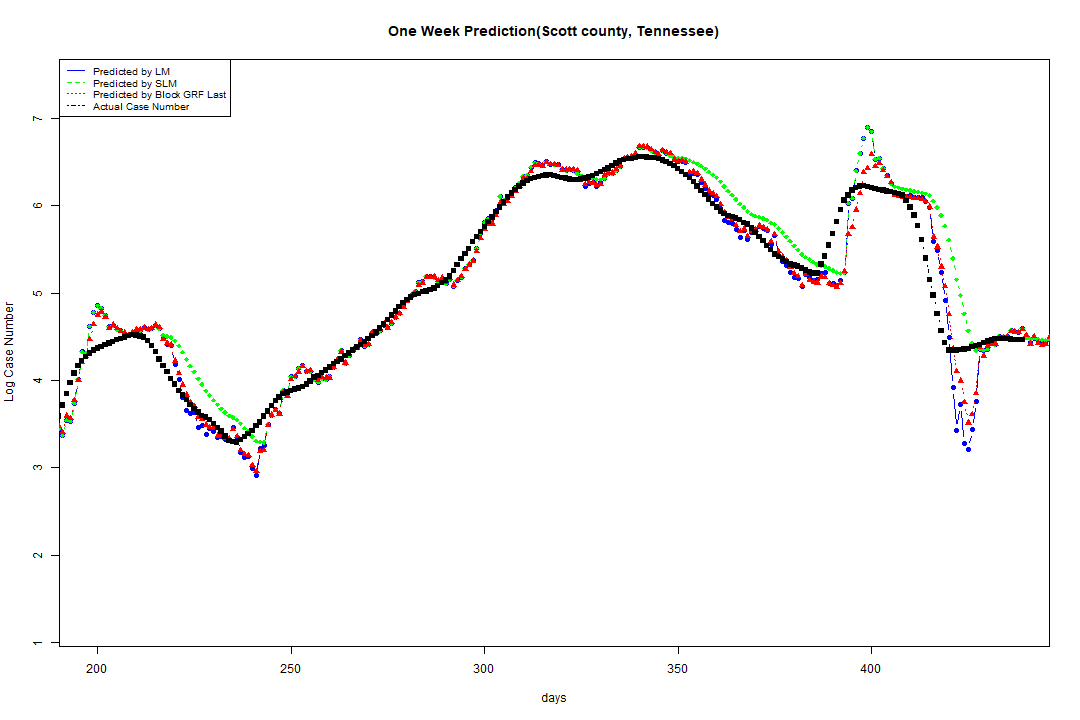 One Week Prediction(Scott county, Tennessee)
Predicted by LM
Predicted by SLM
Predicted by Block GRF Last
Actual Case Number
7
6
5
4
3
2
1
Log Case Number
200 250 300 350 400
days